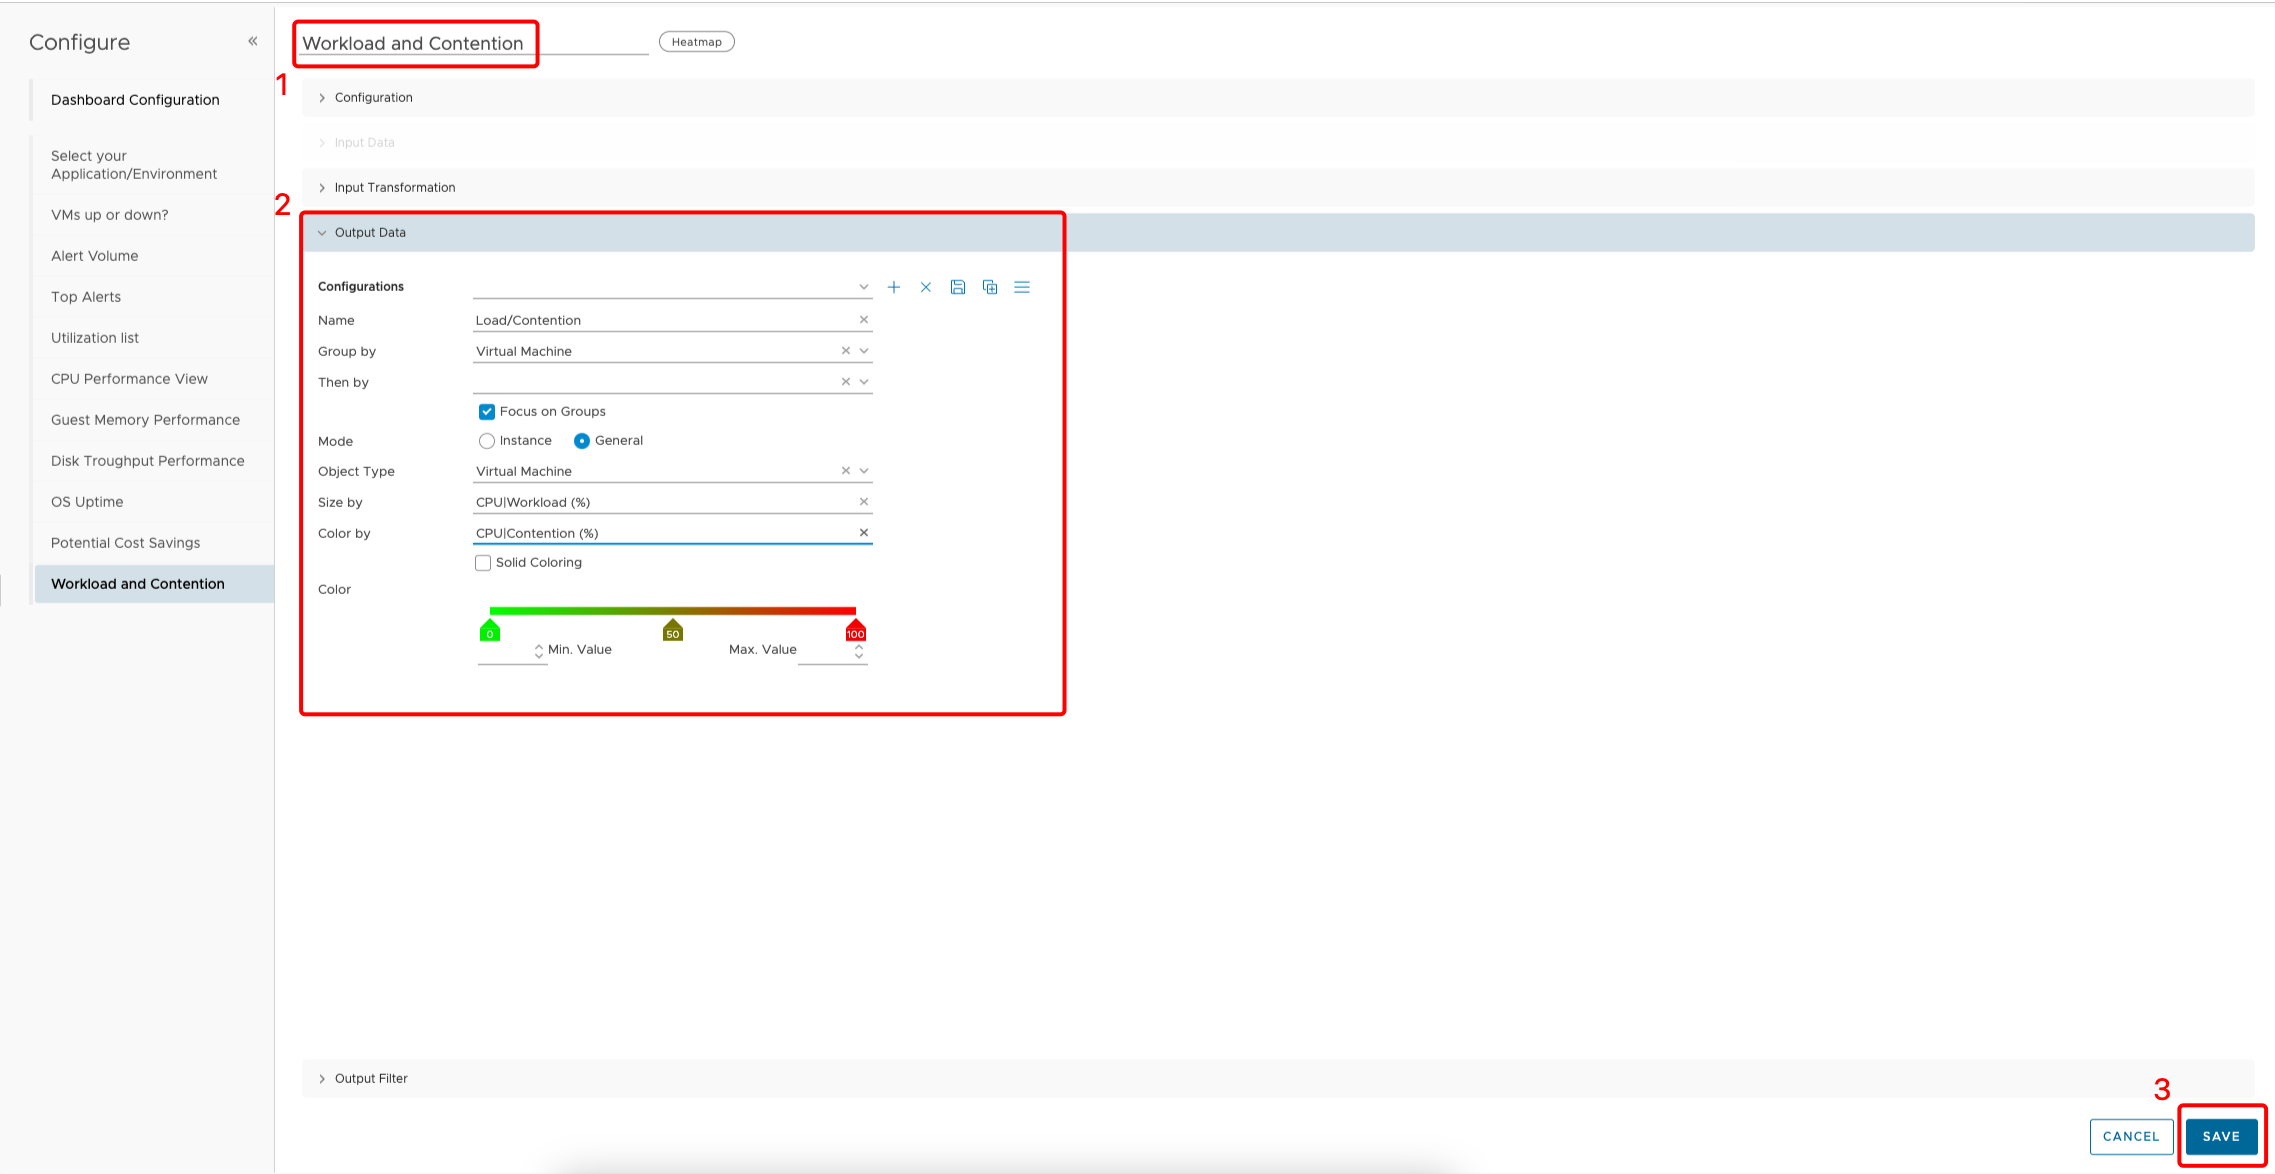 Configure
Dashboard Configuration
Select your
Application/Environment
VMs up or down?
Alert Volume
Top Alerts
Utilization list
CPU Performance View
Guest Memory Performance
Disk Troughput Performance
OS Uptime
Potential Cost Savings
Workload and Contention
Workload and Contention Heatmap
1
Configuration
Input Data
Input Transformation
2
Output Data
Configurations
Name Load/Contention
Group by Virtual Machine
Then by
Focus on Groups
Mode Instance General
Object Type Virtual Machine
Size by CPU|Workload (%)
Color by CPU|Contention (%)
Solid Coloring
Color
0 50 100
Min. Value Max. Value
Output Filter
3
CANCEL SAVE